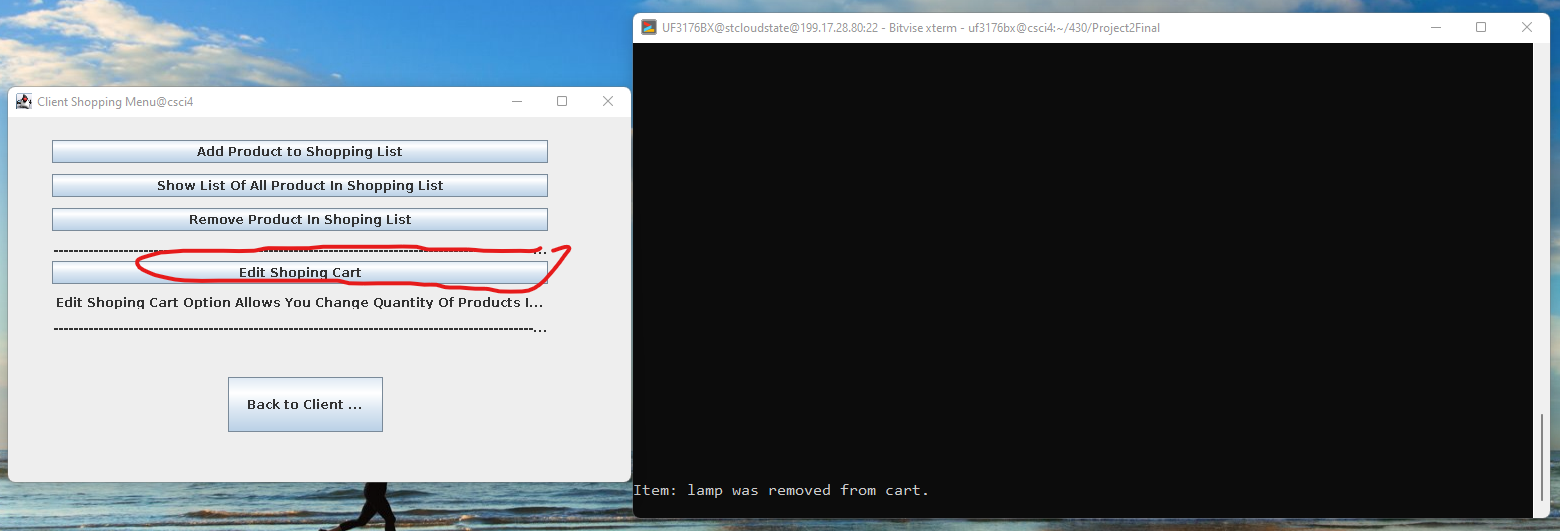 Client Shopping Menu@csci4
Add Product to Shopping List
Show List Of All Product In Shopping List
Remove Product In Shoping List
--------------------------------------------------------------------------------------------------...
Edit Shoping Cart
Edit Shoping Cart Option Allows You Change Quantity Of Products I...
--------------------------------------------------------------------------------------------------...
Back to Client ...
UF3176BX@stcloudstate@199.17.28.80:22 - Bitvise xterm - uf3176bx@csci4:~/430/Project2Final
Item: lamp was removed from cart.